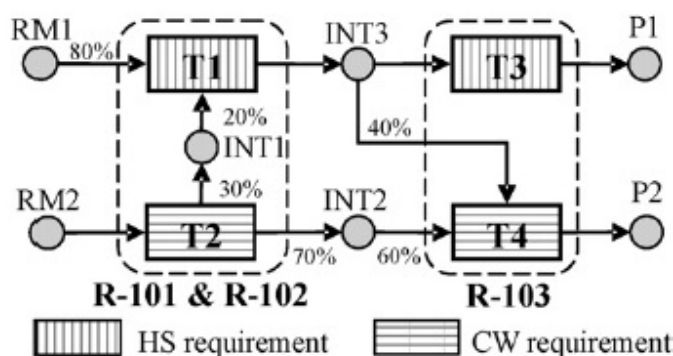 RM1
80%
T1
INT3
T3
P1
20%
INT1
40%
30%
RM2
T2
70%
INT2
60%
T4
P2
R-101 & R-102
R-103
HS requirement
CW requirement